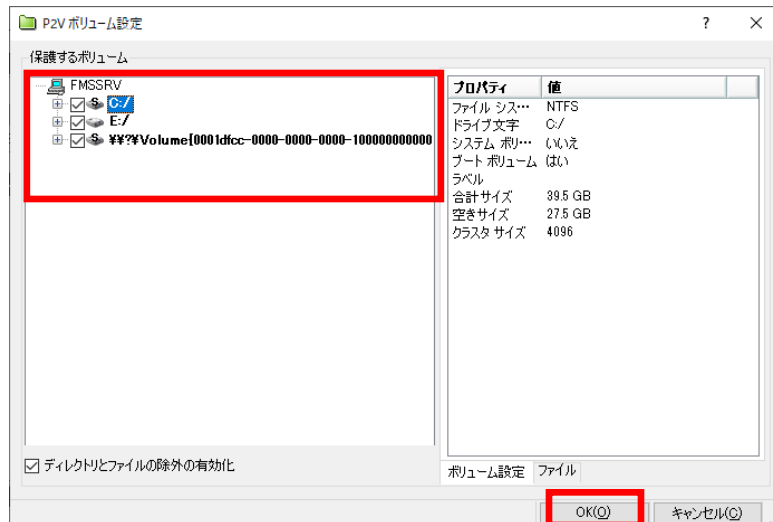 P2V ボリューム設定
?
保護するボリューム
FMSSRV
C:/
E:/
¥¥?¥Volume{0001dfcc-0000-0000-0000-100000000000
プロパティ 値
ファイル シス… NTFS
ドライブ文字 C:/
システム ボリ… いいえ
ブート ボリューム はい
ラベル
合計サイズ 39.5 GB
空きサイズ 27.5 GB
クラスタ サイズ 4096
ディレクトリとファイルの除外の有効化
ボリューム設定 ファイル
OK(O) キャンセル(C)